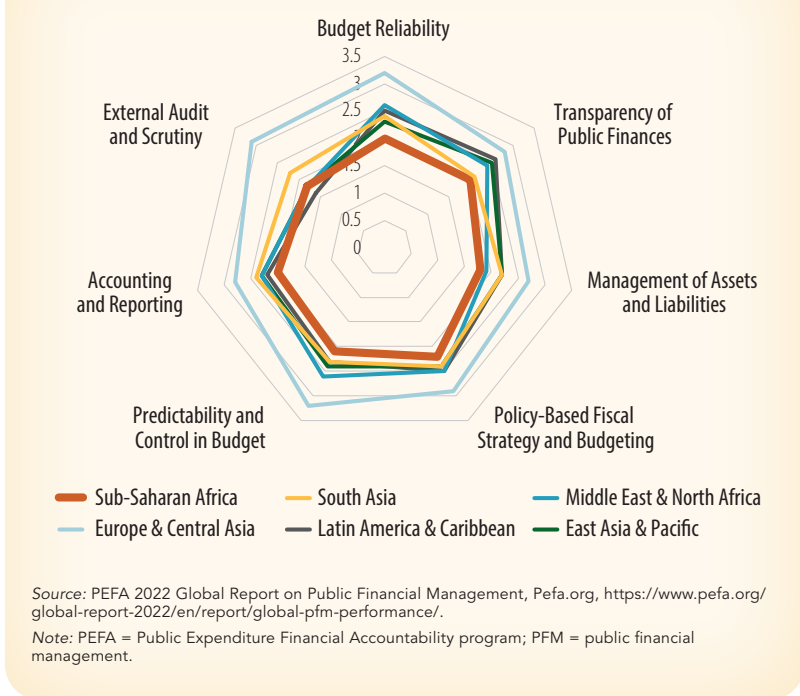 Budget Reliability
3.5
3
2.5
1.5
1
0.5
0
External Audit
and Scrutiny
Transparency of
Public Finances
Accounting
and Reporting
Management of Assets
and Liabilities
Predictability and
Control in Budget
Policy-Based Fiscal
Strategy and Budgeting
Sub-Saharan Africa
South Asia
Middle East & North Africa
Europe & Central Asia
Latin America & Caribbean
East Asia & Pacific
Source: PEFA 2022 Global Report on Public Financial Management, Pefa.org, https://www.pefa.org/
global-report-2022/en/report/global-pfm-performance/.
Note: PEFA = Public Expenditure Financial Accountability program; PFM = public financial
management.